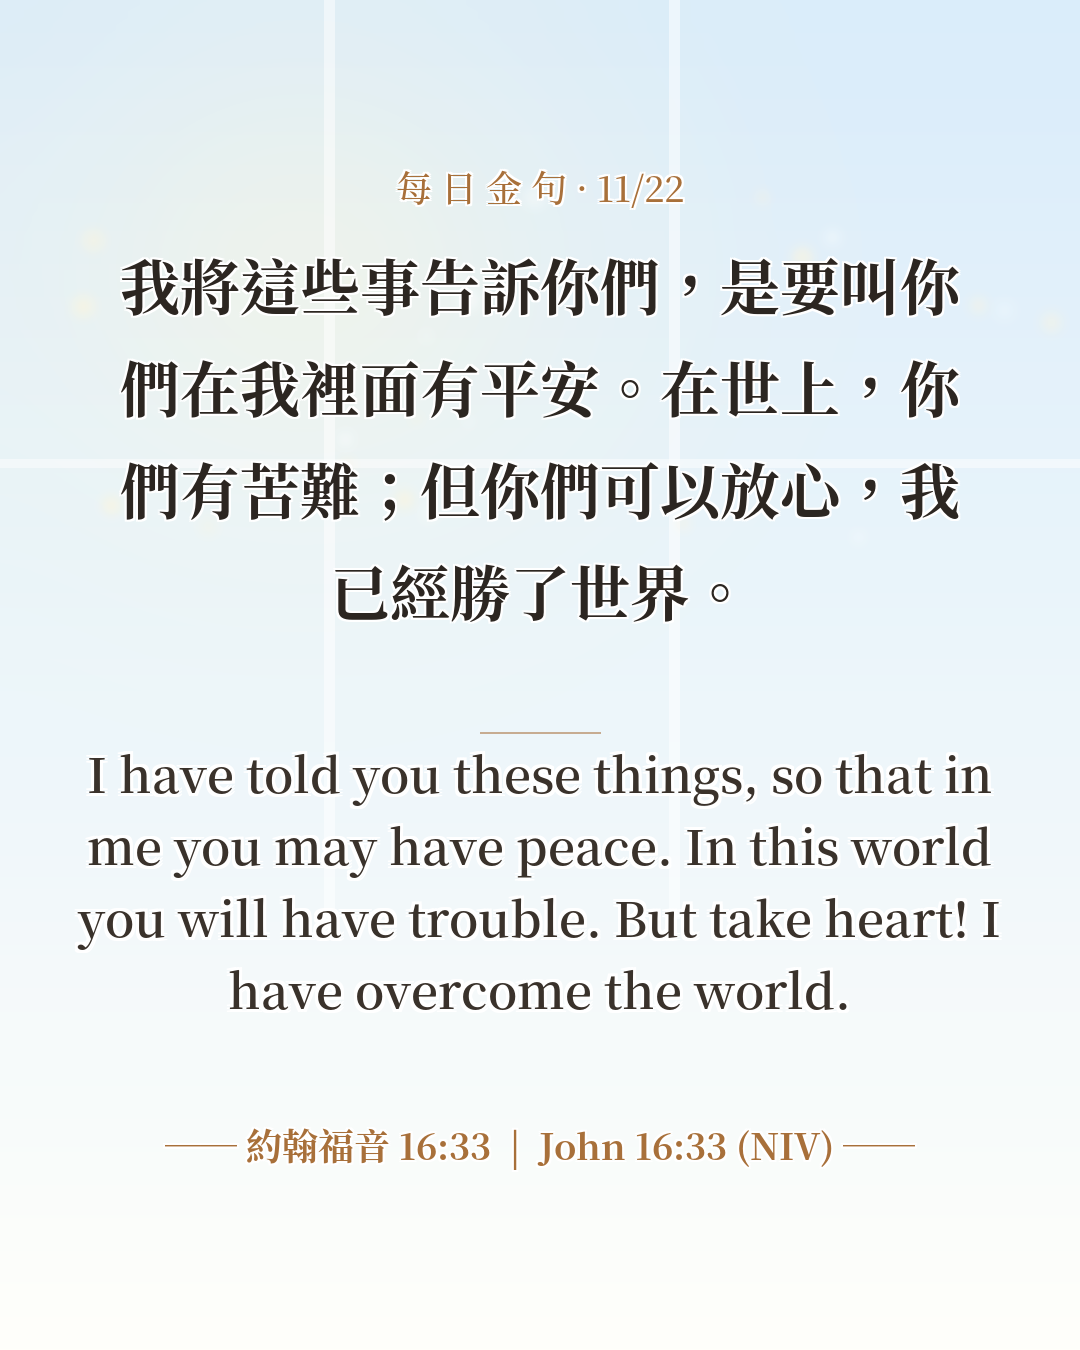 每日金句 · 11/22
我將這些事告訴你們，是要叫你
們在我裡面有平安。在世上，你
們有苦難；但你們可以放心，我
已經勝了世界。
I have told you these things, so that in
me you may have peace. In this world
you will have trouble. But take heart! I
have overcome the world.
—— 約翰福音 16:33 ｜ John 16:33 (NIV) ——